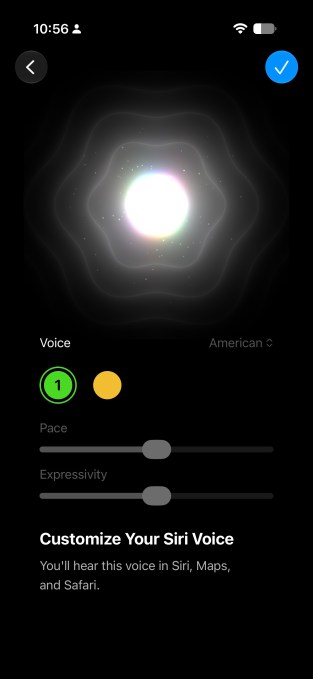 10:56
Voice
American
1
Pace
Expressivity
Customize Your Siri Voice
You'll hear this voice in Siri, Maps,
and Safari.